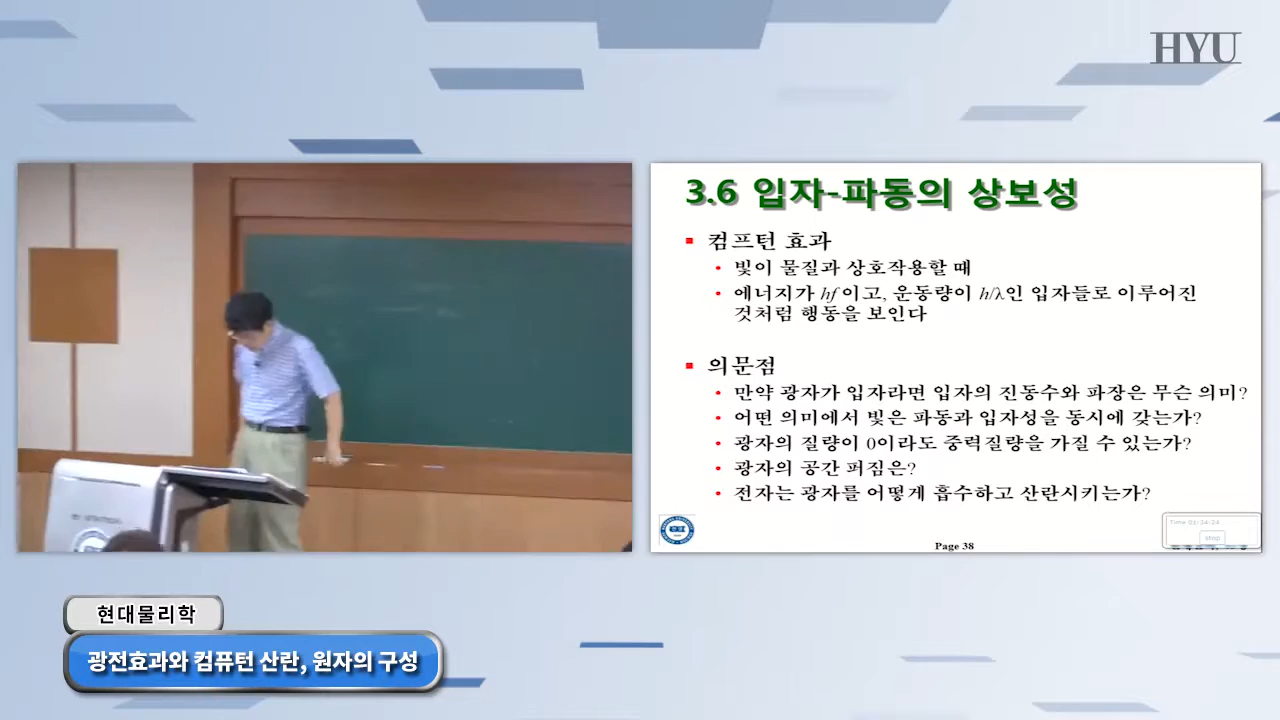 HYU
3.6 입자-파동의 상보성
컴프턴 효과
빛이 물질과 상호작용할 때
에너지가 hf 이고, 운동량이 h/λ인 입자들로 이루어진
것처럼 행동을 보인다
의문점
만약 광자가 입자라면 입자의 진동수와 파장은 무슨 의미?
어떤 의미에서 빛은 파동과 입자성을 동시에 갖는가?
광자의 질량이 0이라도 중력질량을 가질 수 있는가?
광자의 공간 퍼짐은?
전자는 광자를 어떻게 흡수하고 산란시키는가?
Page 38
stop
현대물리학
광전효과와 컴퓨턴 산란, 원자의 구성